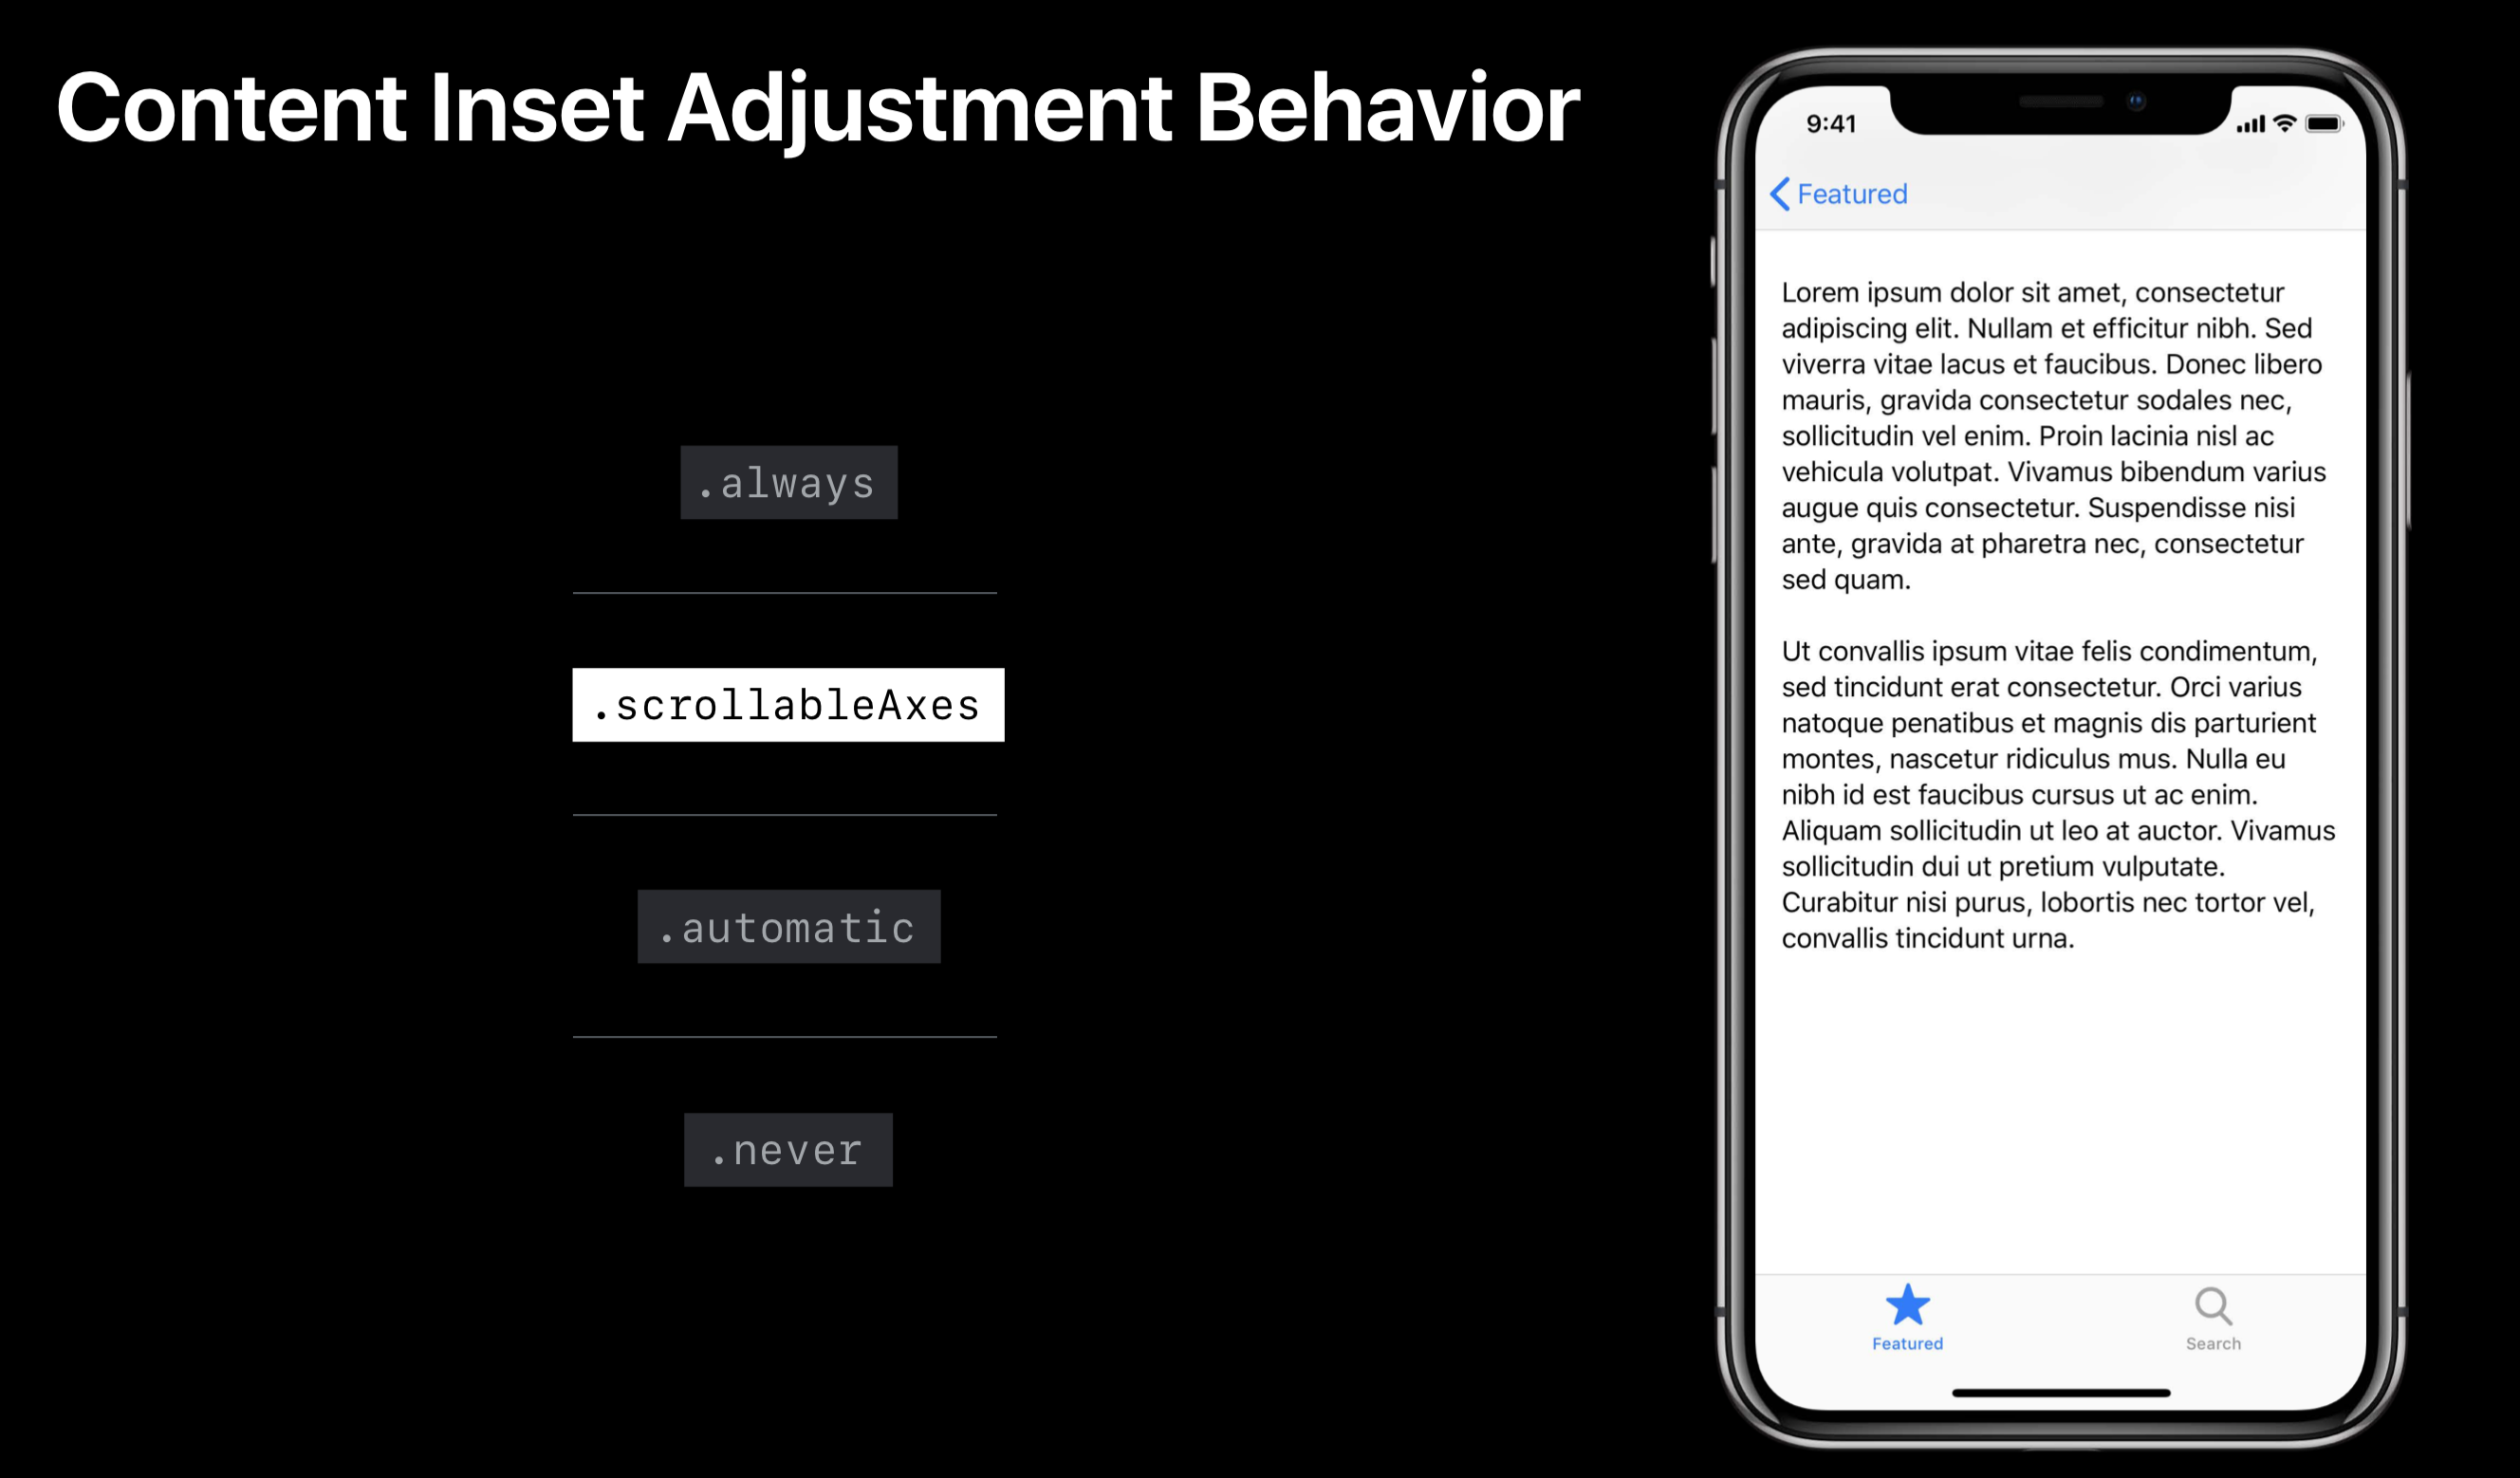 Content Inset Adjustment Behavior
.always
.scrollableAxes
.automatic
.never
9:41
Featured
Lorem ipsum dolor sit amet, consectetur
adipiscing elit. Nullam et efficitur nibh. Sed
viverra vitae lacus et faucibus. Donec libero
mauris, gravida consectetur sodales nec,
sollicitudin vel enim. Proin lacinia nisl ac
vehicula volutpat. Vivamus bibendum varius
augue quis consectetur. Suspendisse nisi
ante, gravida at pharetra nec, consectetur
sed quam.
Ut convallis ipsum vitae felis condimentum,
sed tincidunt erat consectetur. Orci varius
natoque penatibus et magnis dis parturient
montes, nascetur ridiculus mus. Nulla eu
nibh id est faucibus cursus ut ac enim.
Aliquam sollicitudin ut leo at auctor. Vivamus
sollicitudin dui ut pretium vulputate.
Curabitur nisi purus, lobortis nec tortor vel,
convallis tincidunt urna.
Featured
Search